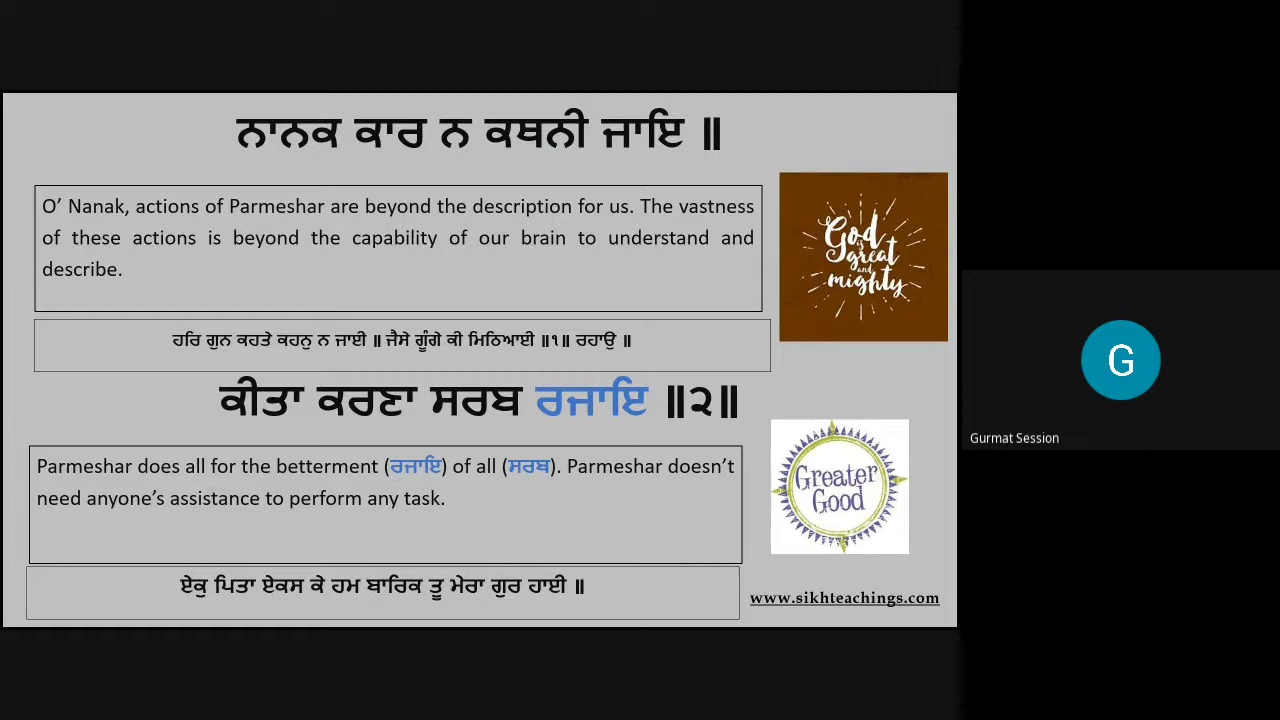 ਨਾਨਕ ਕਾਰ ਨ ਕਥਨੀ ਜਾਇ ॥
O’ Nanak, actions of Parmeshar are beyond the description for us. The vastness
of these actions is beyond the capability of our brain to understand and
describe.
God
is
great
and
mighty
ਹਰਿ ਗੁਨ ਕਹਤੇ ਕਹਨੁ ਨ ਜਾਈ ॥ ਜੈਸੇ ਗੂੰਗੇ ਕੀ ਮਿਠਿਆਈ ॥੧॥ ਰਹਾਉ ॥
ਕੀਤਾ ਕਰਣਾ ਸਰਬ ਰਜਾਇ ॥੨॥
Parmeshar does all for the betterment (ਰਜਾਇ) of all (ਸਰਬ). Parmeshar doesn’t
need anyone’s assistance to perform any task.
Greater
Good
ਏਕੁ ਪਿਤਾ ਏਕਸ ਕੇ ਹਮ ਬਾਰਿਕ ਤੂ ਮੇਰਾ ਗੁਰ ਹਾਈ ॥
www.sikhteachings.com
G
Gurmat Session